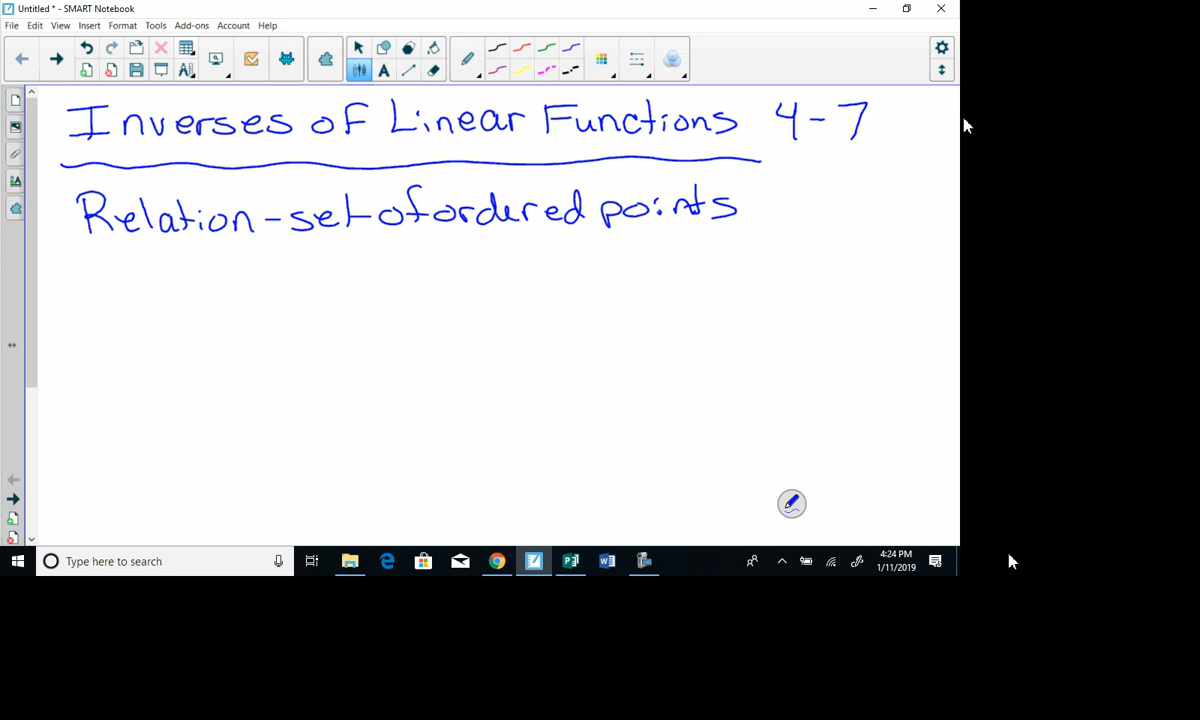 Untitled * - SMART Notebook
File Edit View Insert Format Tools Add-ons Account Help
Inverses of Linear Functions 4-7
Relation - set of ordered points
Type here to search
4:24 PM
1/11/2019